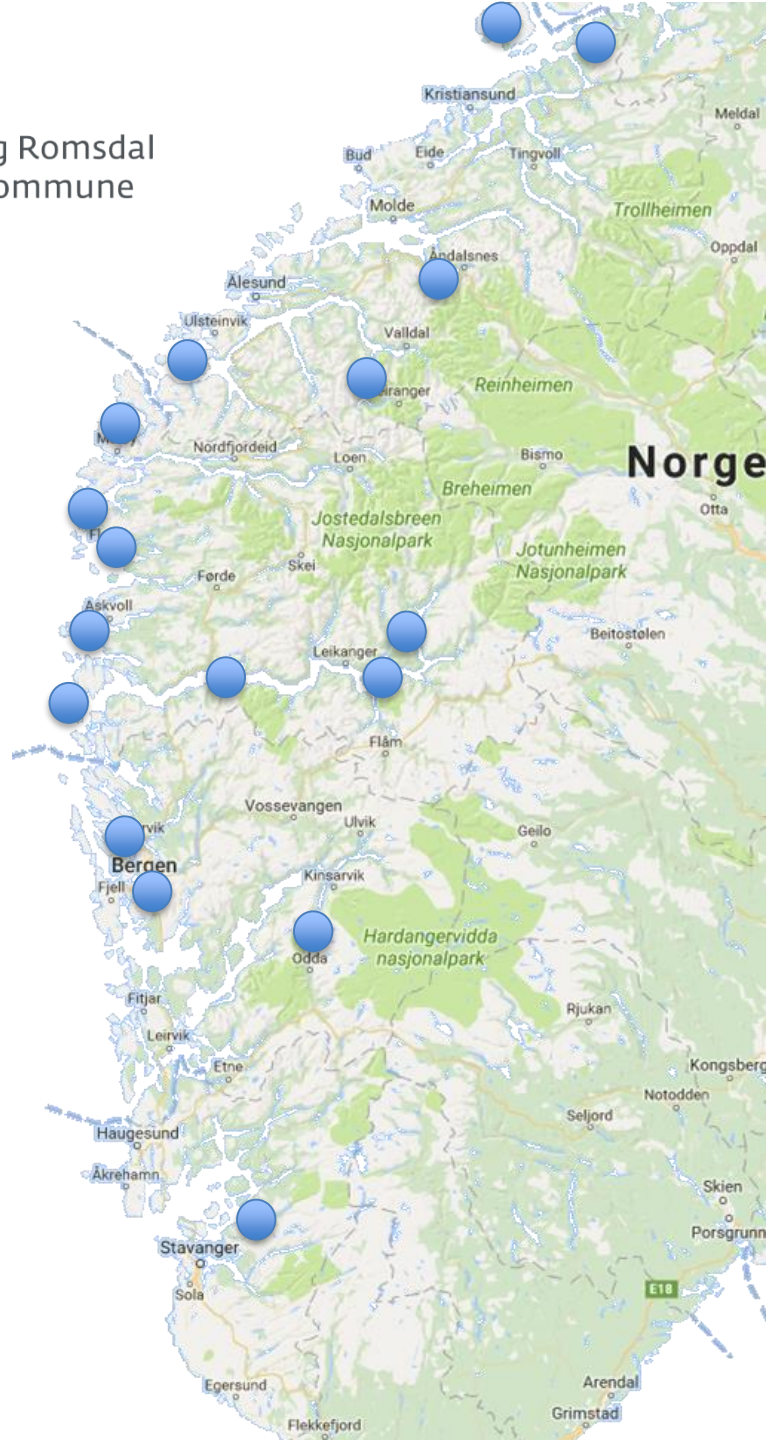 Kristiansund
Meldal
g Romsdal
ommune
Bud
Eide
Tingvoll
Molde
Trollheimen
Oppdal
Åndalsnes
Ålesund
Ulsteinvik
Valldal
iranger
Reinheimen
Nordfjordeid
Loen
Bismo
Norge
Breheimen
Otta
Jostedalsbreen
Nasjonalpark
Jotunheimen
Nasjonalpark
Skei
Førde
Askvoll
Leikanger
Beitostølen
Flåm
Vossevangen
Ulvik
Geilo
rvik
Bergen
Fjell
Kinsarvik
Hardangervidda
nasjonalpark
Odda
Fitjar
Rjukan
Leirvik
Etne
Kongsberg
Notodden
Seljord
Haugesund
Åkrehamn
Skien
Porsgrunn
Stavanger
Sola
E18
Egersund
Arendal
Grimstad
Flekkefjord